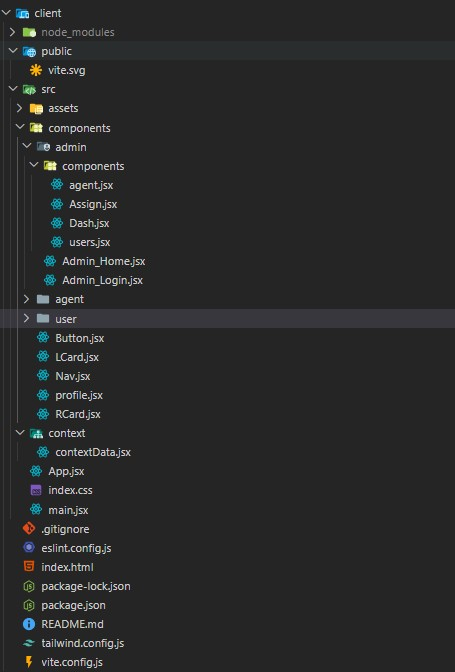 client
node_modules
public
vite.svg
src
assets
components
admin
components
agent.jsx
Assign.jsx
Dash.jsx
users.jsx
Admin_Home.jsx
Admin_Login.jsx
agent
user
Button.jsx
LCard.jsx
Nav.jsx
profile.jsx
RCard.jsx
context
contextData.jsx
App.jsx
index.css
main.jsx
.gitignore
eslint.config.js
index.html
package-lock.json
package.json
README.md
tailwind.config.js
vite.config.js